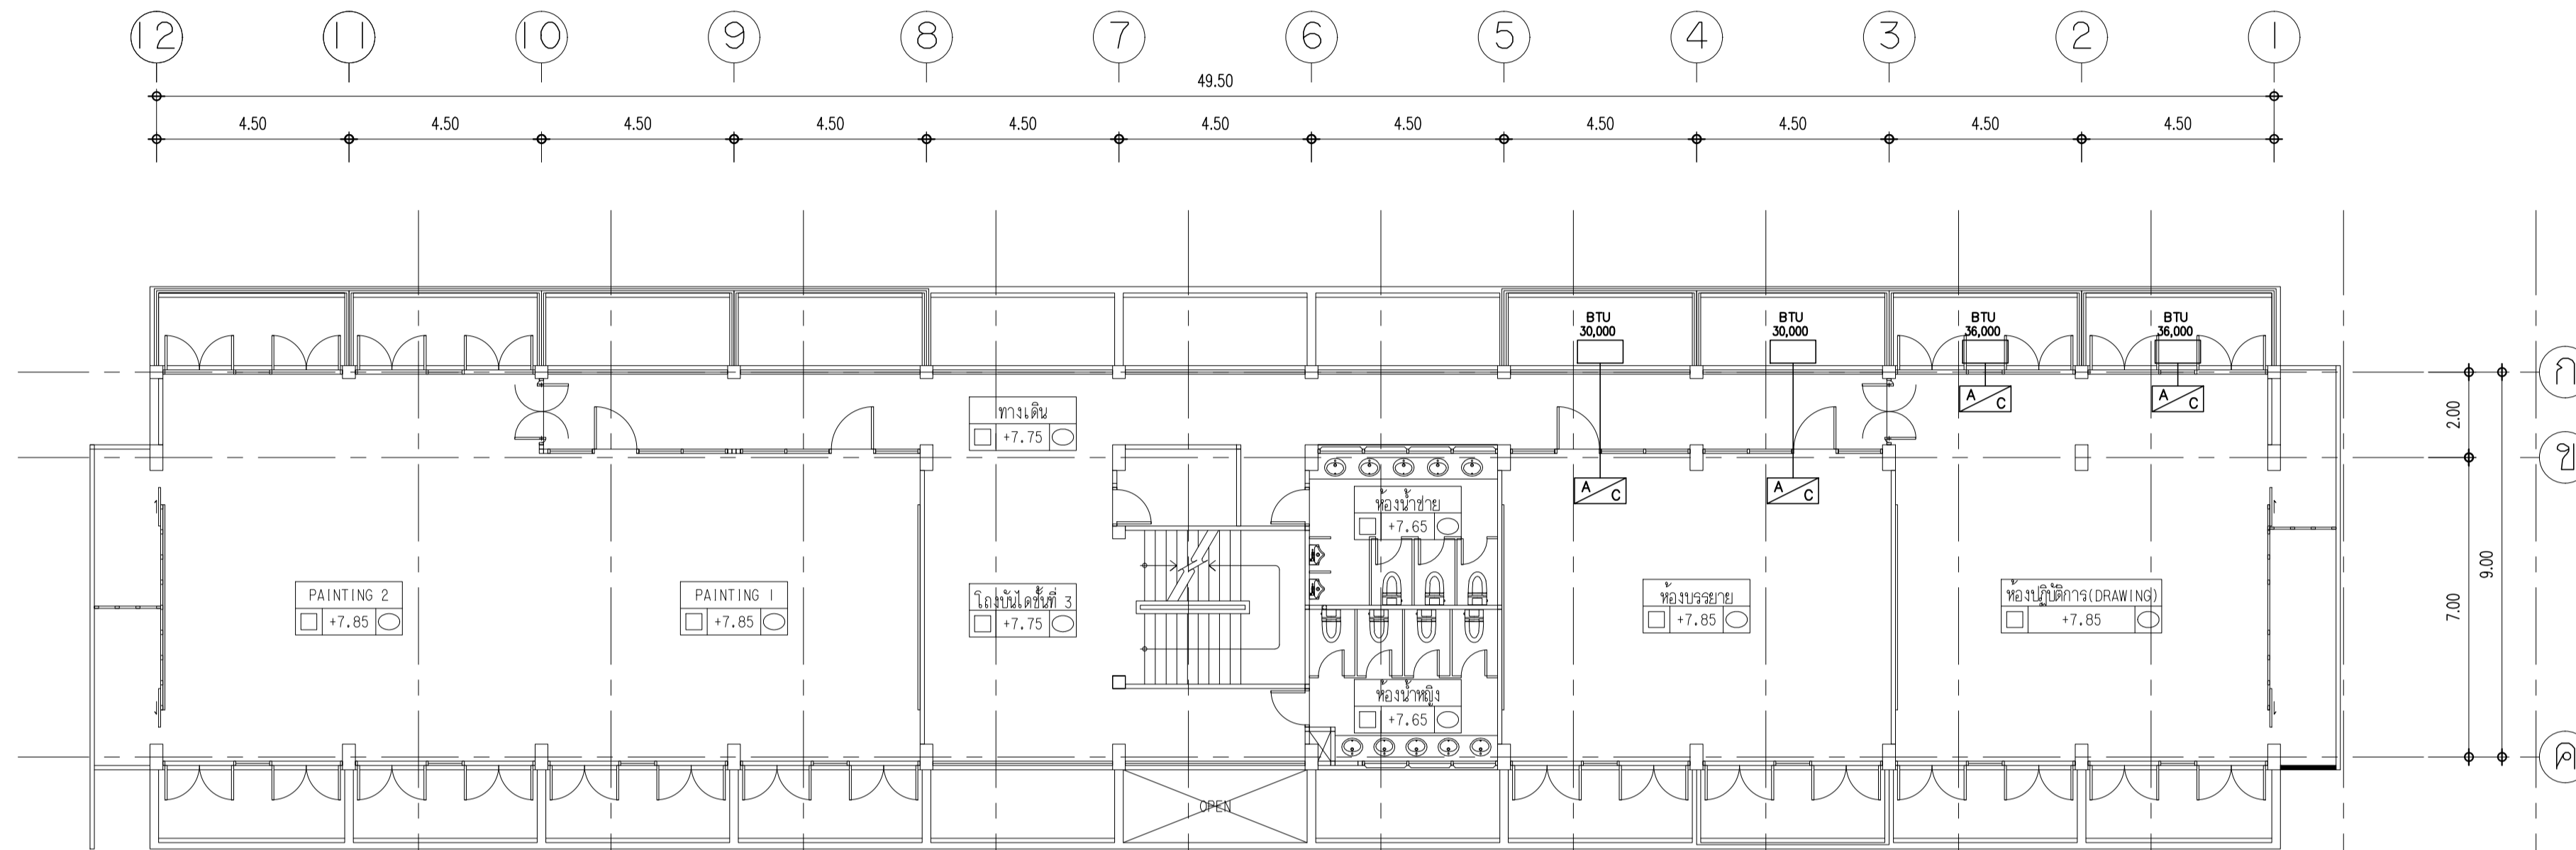 12 11 10 9 8 7 6 5 4 3 2 1
49.50
4.50 4.50 4.50 4.50 4.50 4.50 4.50 4.50 4.50 4.50 4.50
BTU
30,000
BTU
30,000
BTU
36,000
BTU
36,000
ก
A C
A C
ทางเดิน
+7.75
2.00
ข
A C
A C
ห้องน้ำชาย
+7.65
9.00
PAINTING 2
+7.85
PAINTING 1
+7.85
โถงบันไดชั้นที่ 3
+7.75
ห้องบรรยาย
+7.85
ห้องปฏิบัติการ(DRAWING)
+7.85
7.00
ห้องน้ำหญิง
+7.65
ค
OPEN